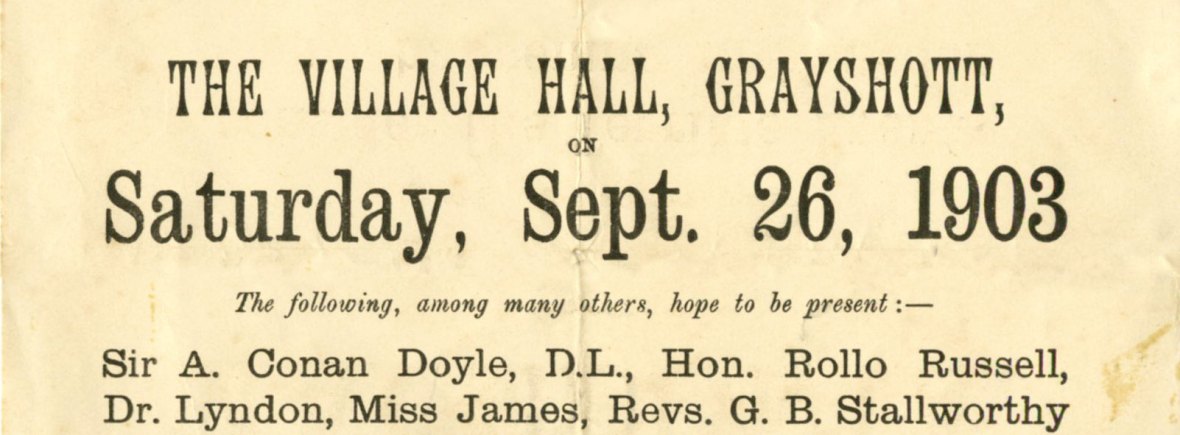 THE VILLAGE HALL, GRAYSHOTT,
ON
Saturday, Sept. 26, 1903
The following, among many others, hope to be present :—
Sir A. Conan Doyle, D.L., Hon. Rollo Russell,
Dr. Lyndon, Miss James, Revs. G. B. Stallworthy